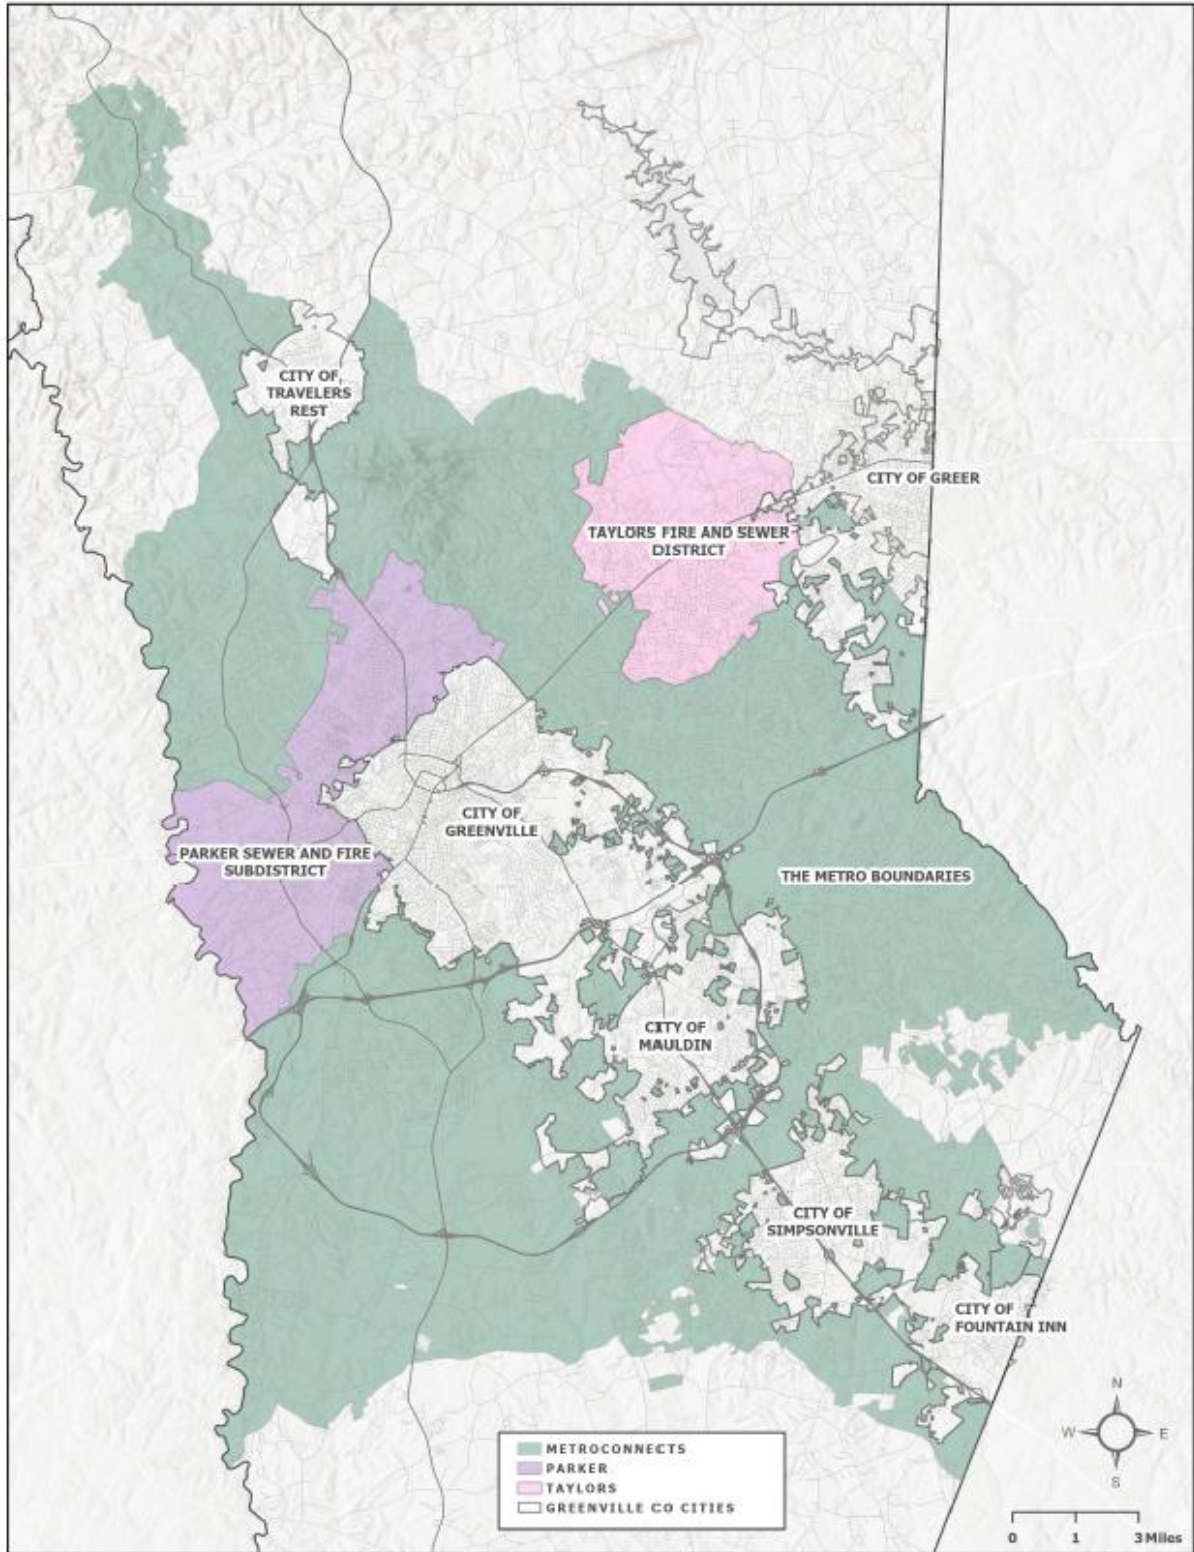 CITY OF
TRAVELERS
REST
CITY OF GREER
TAYLORS FIRE AND SEWER
DISTRICT
CITY OF
GREENVILLE
PARKER SEWER AND FIRE
SUBDISTRICT
THE METRO BOUNDARIES
CITY OF
MAULDIN
CITY OF
SIMPSONVILLE
CITY OF
FOUNTAIN INN
METROCONNECTS
PARKER
TAYLORS
GREENVILLE CO CITIES
N
W E
S
0 1 3 Miles